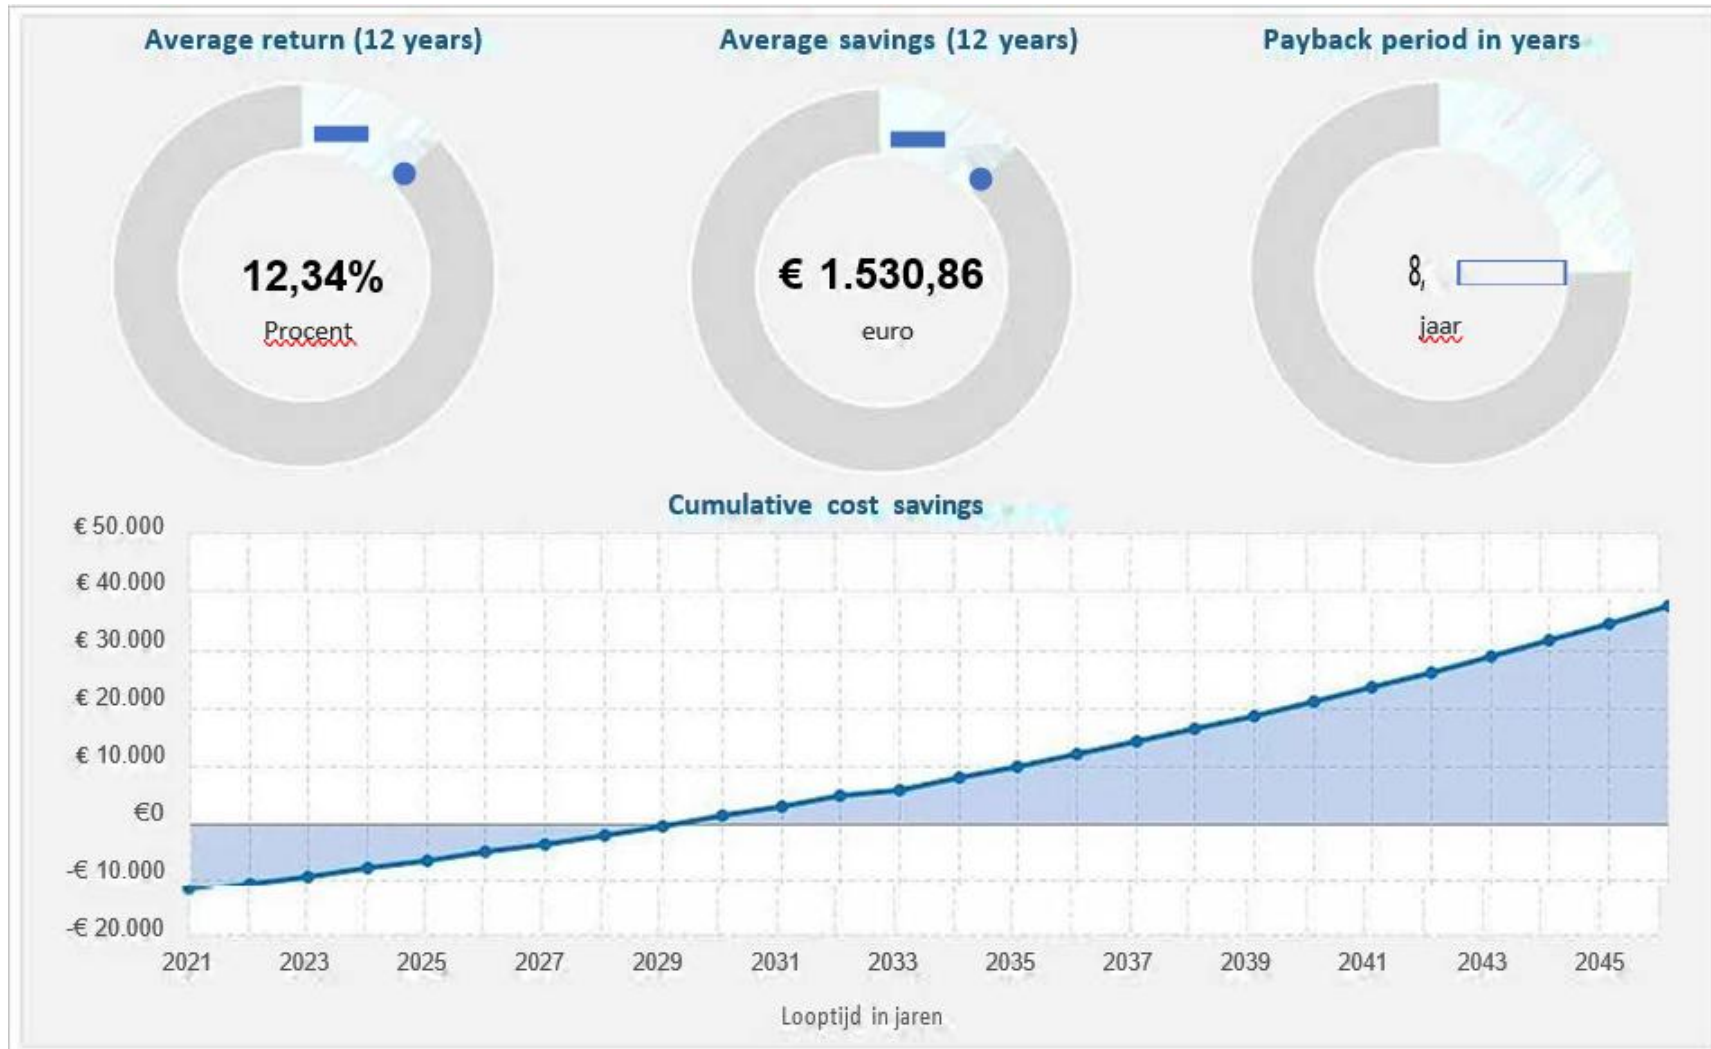 Average return (12 years)
Average savings (12 years)
Payback period in years
12,34%
Procent
€ 1.530,86
euro
8,
jaar
Cumulative cost savings
€ 50.000
€ 40.000
€ 30.000
€ 20.000
€ 10.000
€0
-€ 10.000
-€ 20.000
2021 2023 2025 2027 2029 2031 2033 2035 2037 2039 2041 2043 2045
Looptijd in jaren